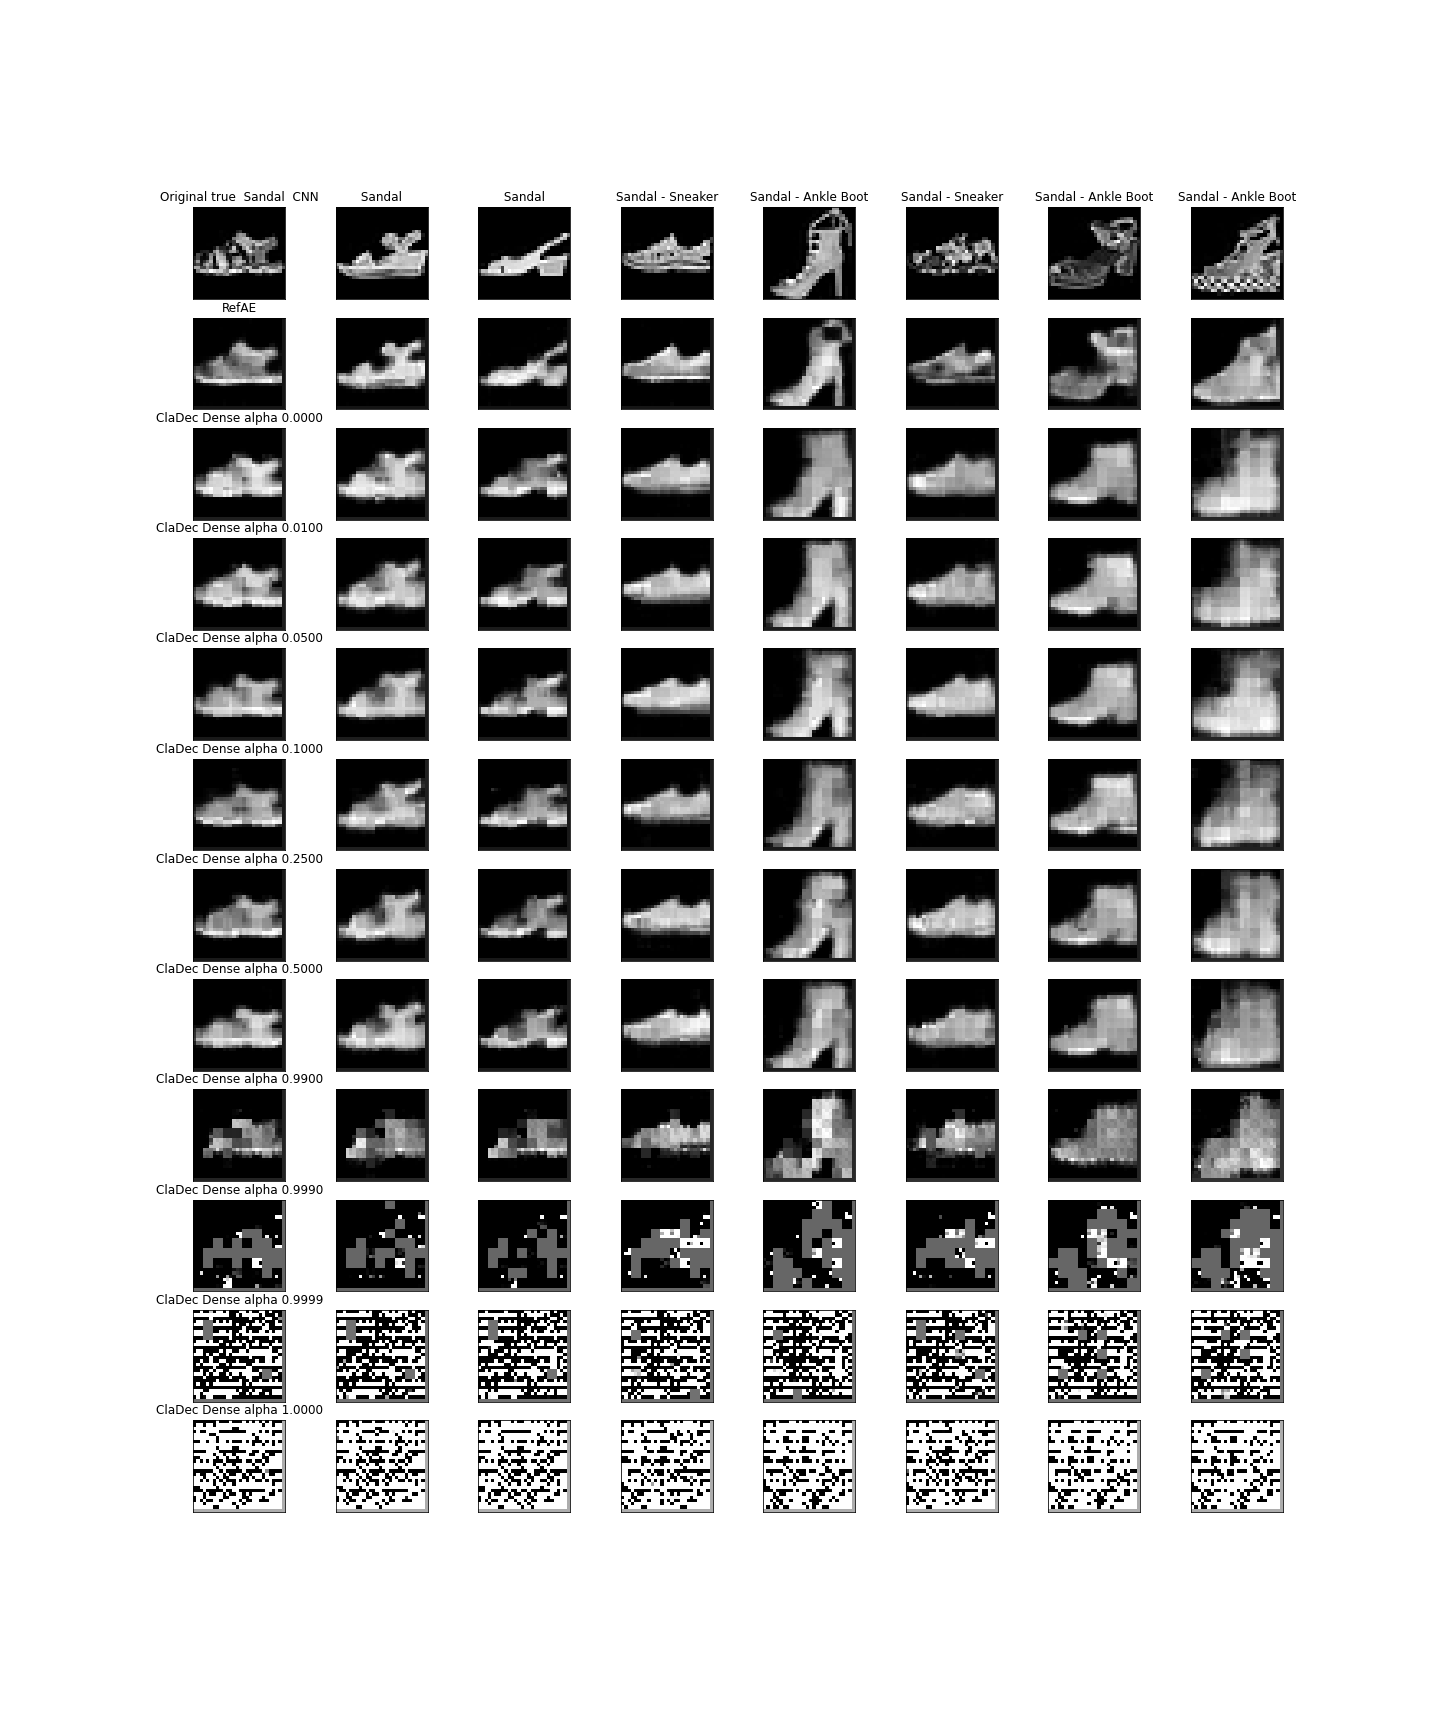 Original true  Sandal  CNN
Sandal
Sandal
Sandal - Sneaker
Sandal - Ankle Boot
Sandal - Sneaker
Sandal - Ankle Boot
Sandal - Ankle Boot
RefAE
ClaDec Dense alpha 0.0000
ClaDec Dense alpha 0.0100
ClaDec Dense alpha 0.0500
ClaDec Dense alpha 0.1000
ClaDec Dense alpha 0.2500
ClaDec Dense alpha 0.5000
ClaDec Dense alpha 0.9900
ClaDec Dense alpha 0.9990
ClaDec Dense alpha 0.9999
ClaDec Dense alpha 1.0000